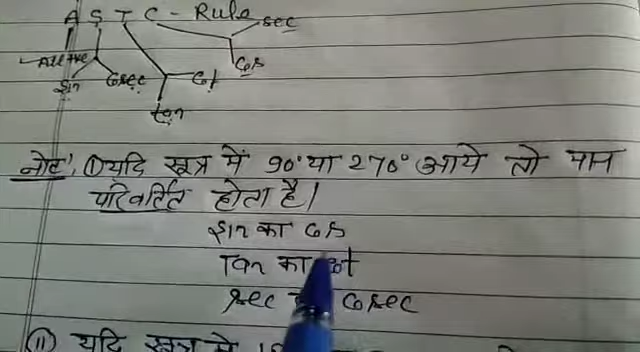 A S T C - Rule
sec
All +ve
cos
sin
cosec
cot
tan
नोट! ① यदि सूत्र में 90° या 270° आये तो मान
परिवर्तित होता है।
sin का cos
tan का cot
sec cosec
(ii) यदि सूत्र में